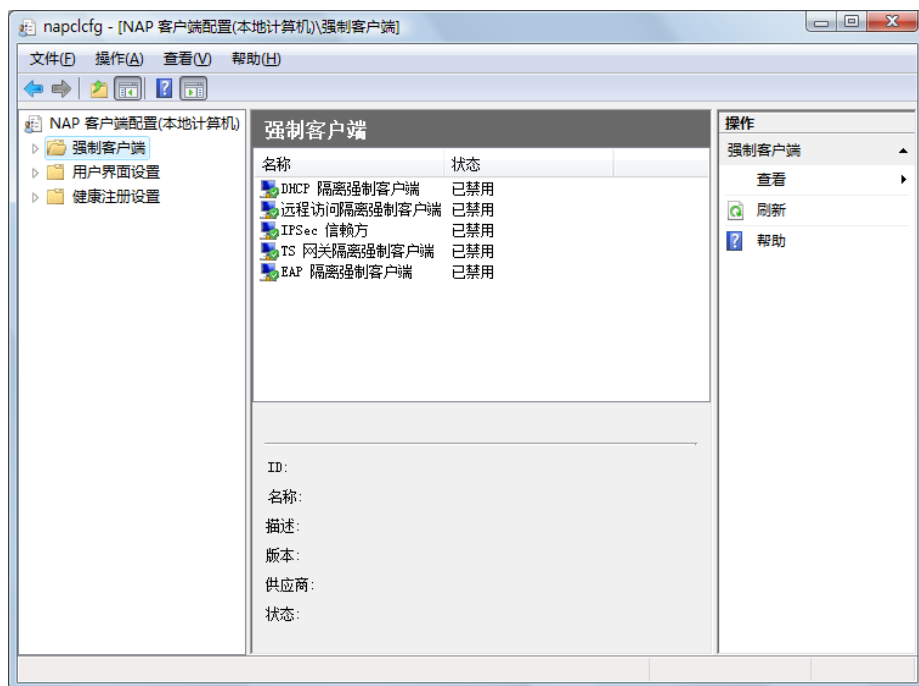 napclcfg - [NAP 客户端配置(本地计算机)\强制客户端]
文件(F) 操作(A) 查看(V) 帮助(H)
NAP 客户端配置(本地计算机)
强制客户端
用户界面设置
健康注册设置
强制客户端
名称 状态
DHCP 隔离强制客户端 已禁用
远程访问隔离强制客户端 已禁用
IPSec 信赖方 已禁用
TS 网关隔离强制客户端 已禁用
EAP 隔离强制客户端 已禁用
ID:
名称:
描述:
版本:
供应商:
状态:
操作
强制客户端
查看
刷新
帮助